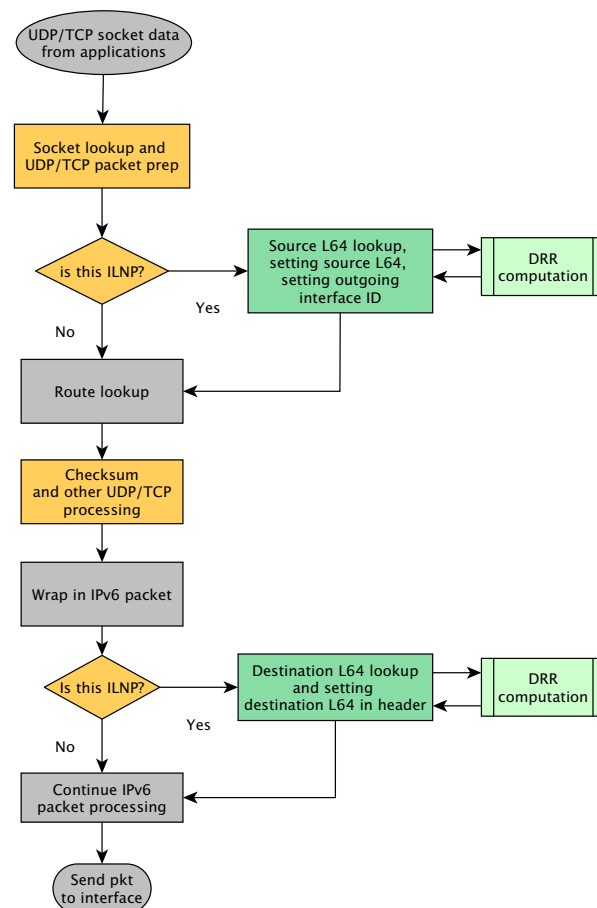 UDP/TCP socket data
from applications
Socket lookup and
UDP/TCP packet prep
is this ILNP?
Yes
No
Source L64 lookup,
setting source L64,
setting outgoing
interface ID
DRR
computation
Route lookup
Checksum
and other UDP/TCP
processing
Wrap in IPv6 packet
Is this ILNP?
Yes
No
Destination L64 lookup
and setting
destination L64 in header
DRR
computation
Continue IPv6
packet processing
Send pkt
to interface